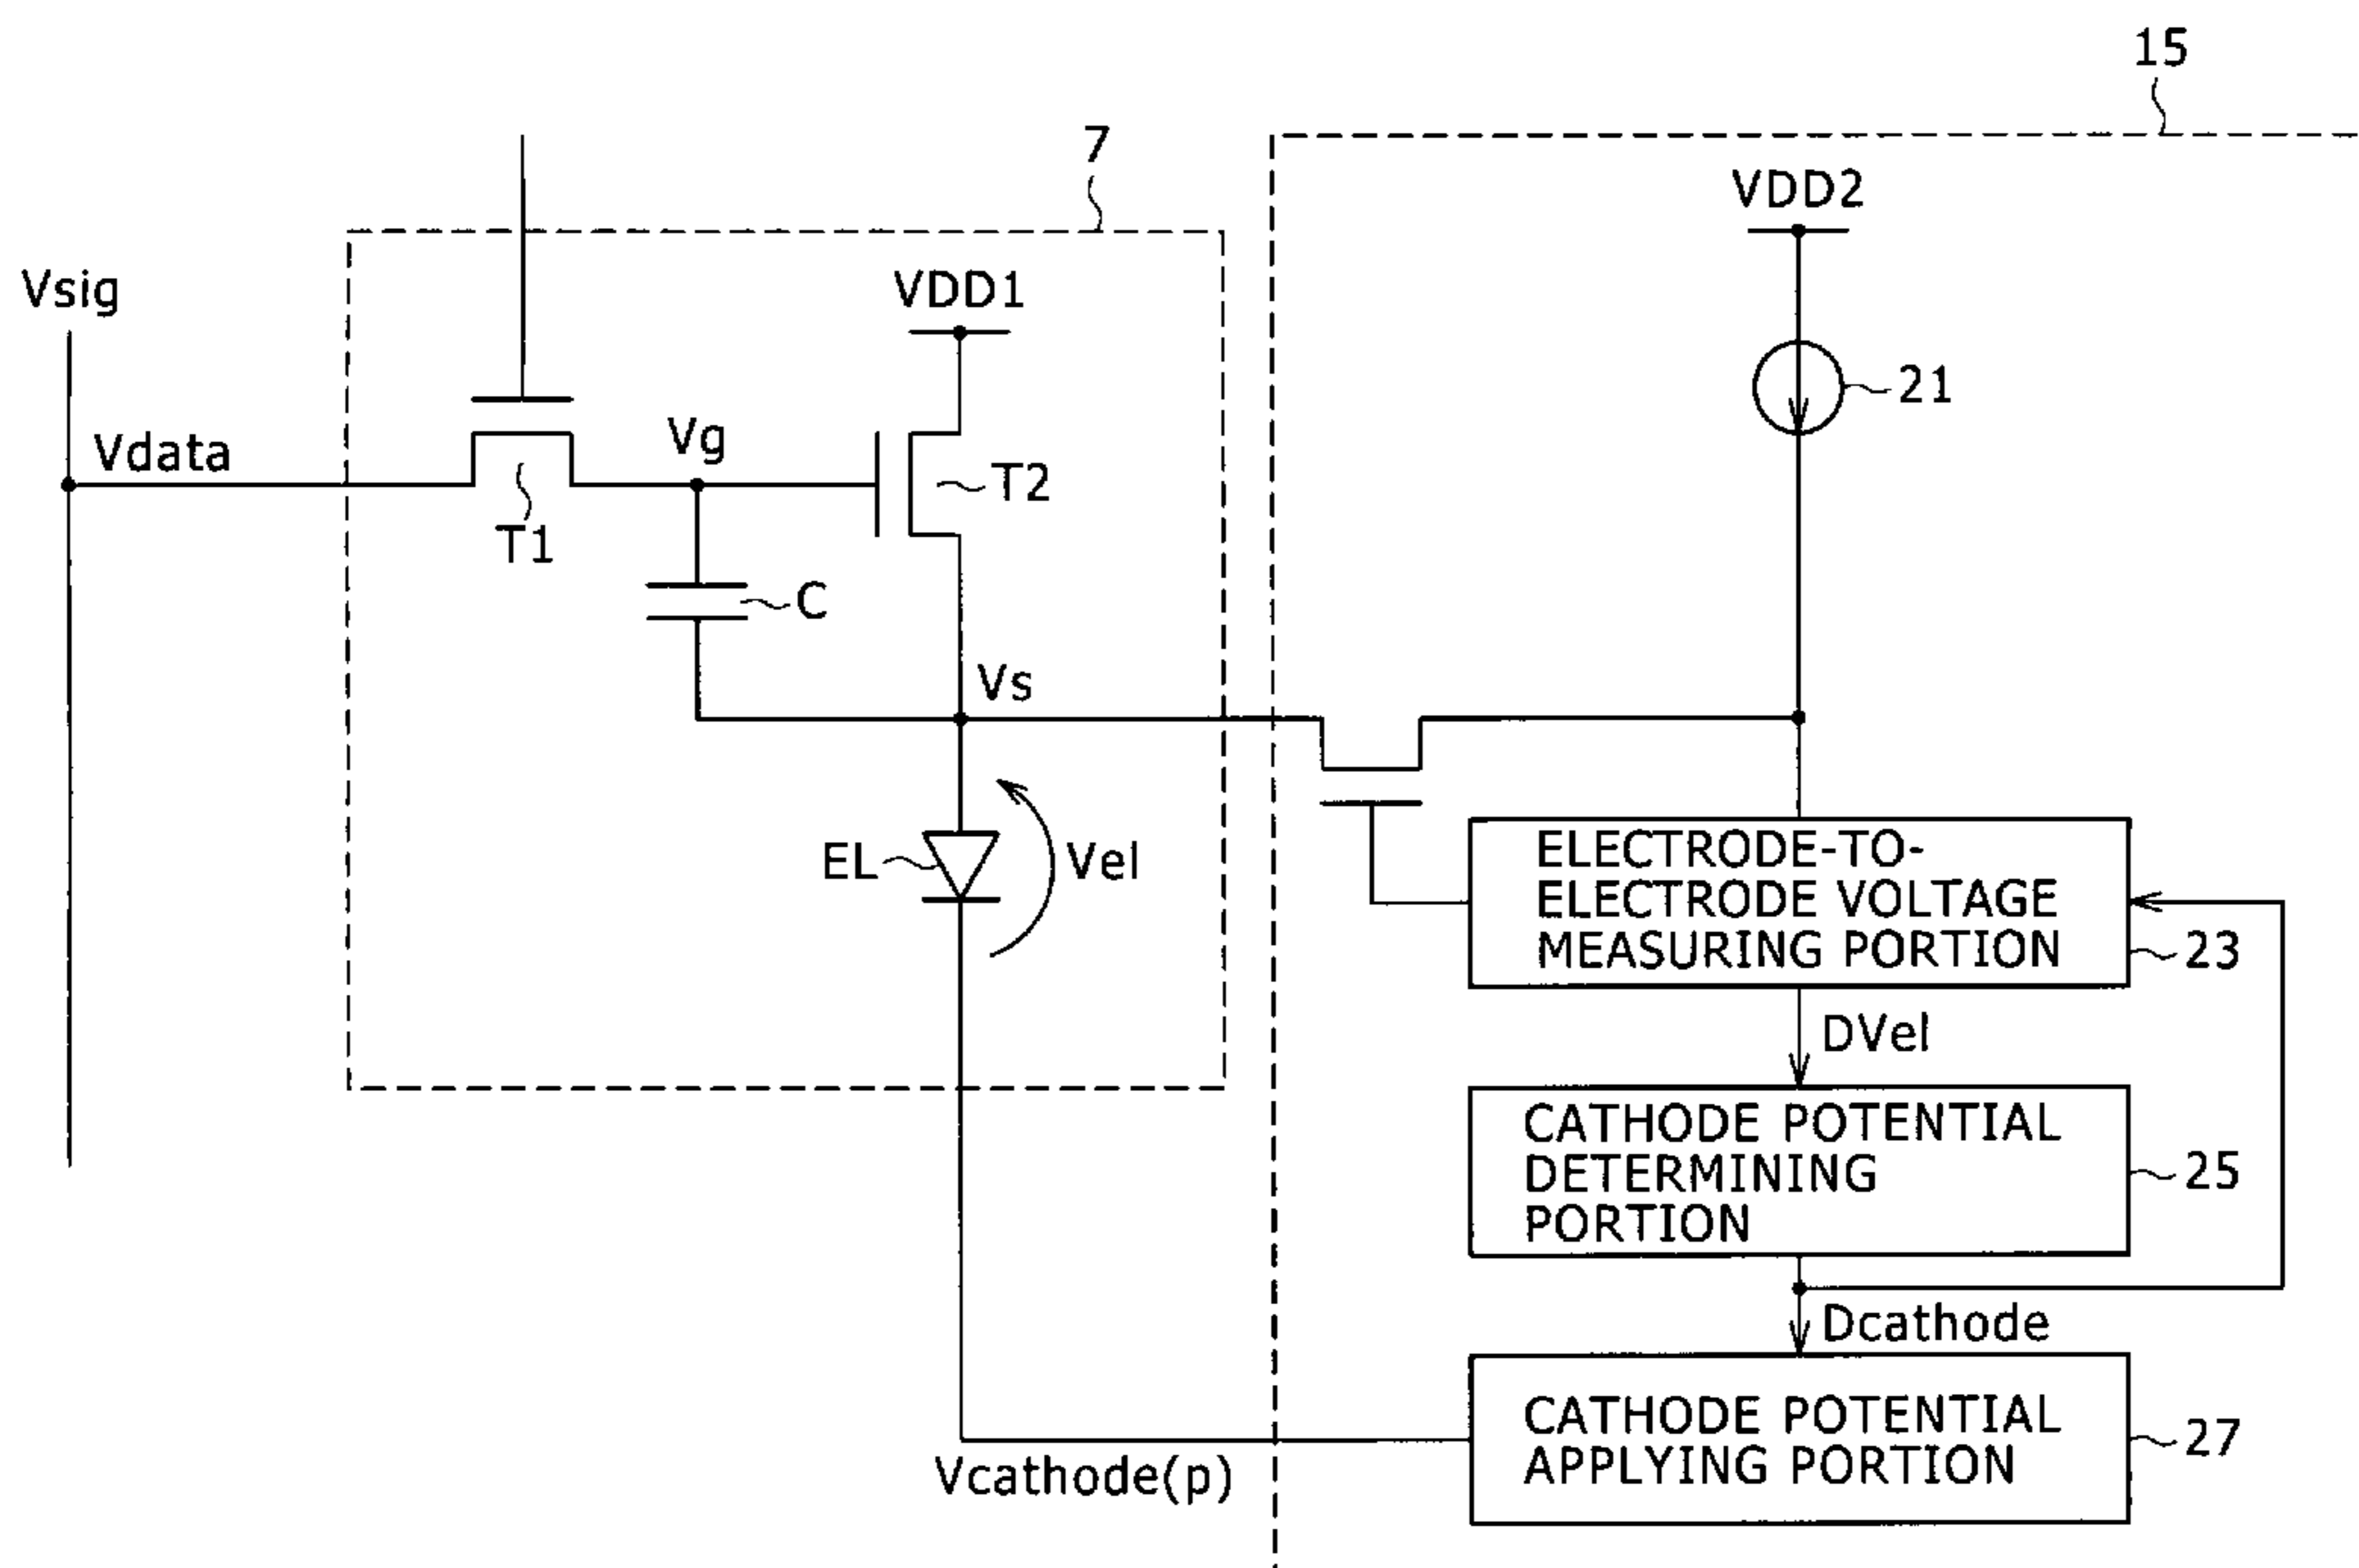 15
7
VDD2
Vsig
VDD1
21
Vdata
Vg
T2
T1
C
Vs
EL
Vel
ELECTRODE-TO-
ELECTRODE VOLTAGE
MEASURING PORTION
23
DVel
CATHODE POTENTIAL
DETERMINING
PORTION
25
Dcathode
CATHODE POTENTIAL
APPLYING PORTION
27
Vcathode(p)